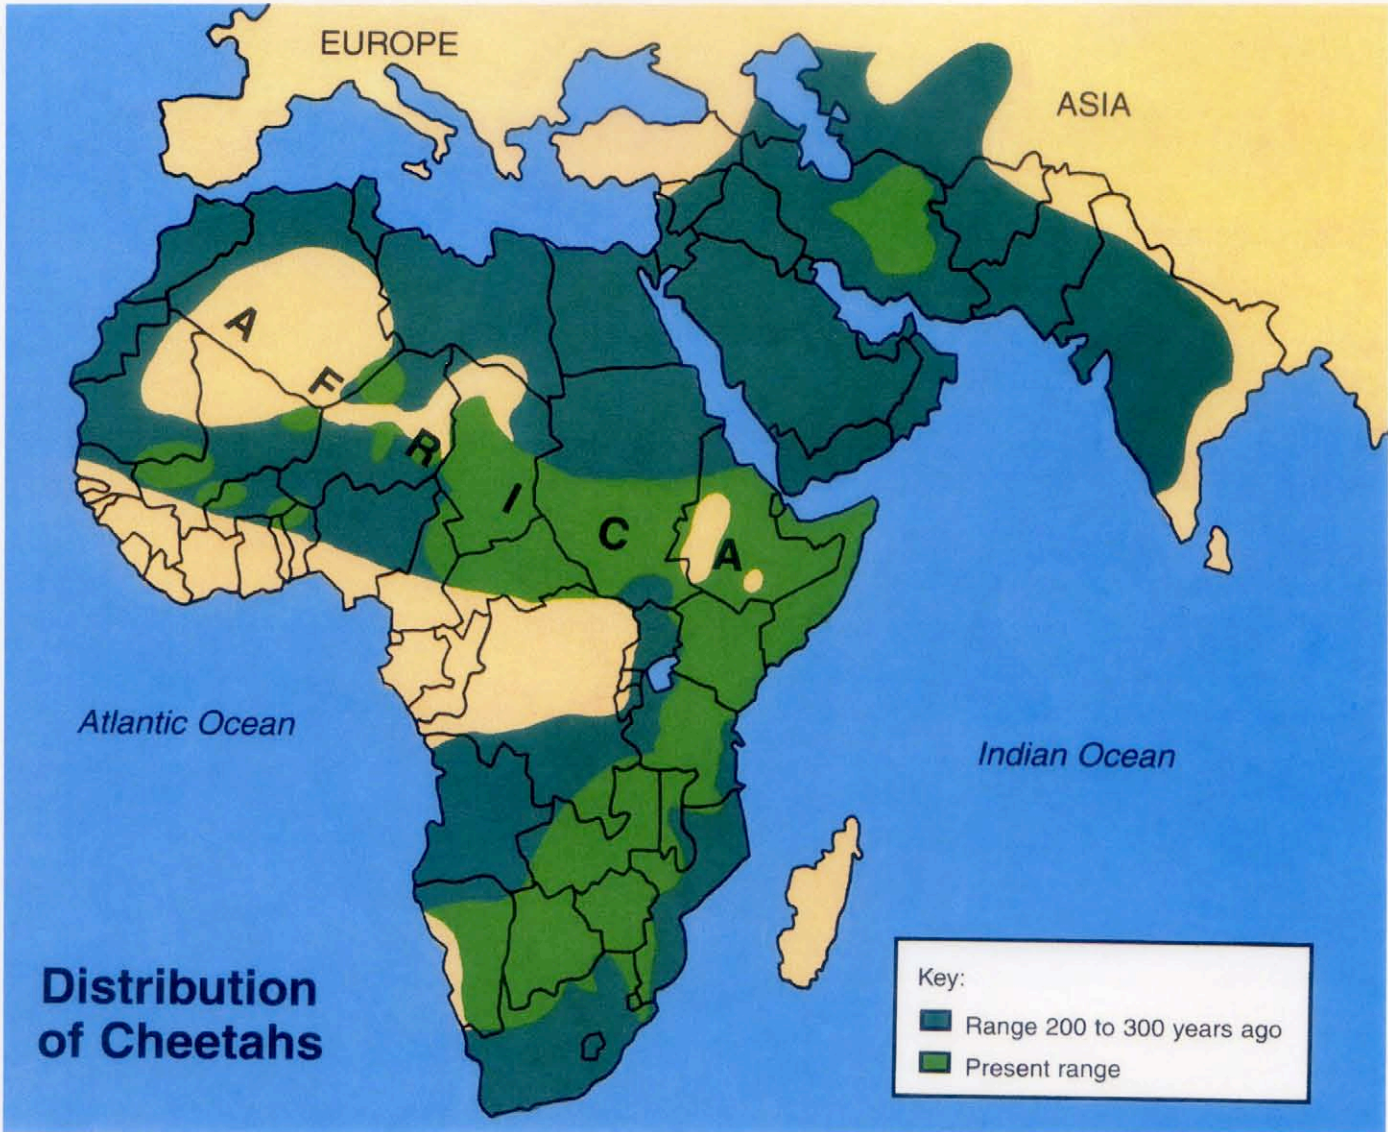 EUROPE
ASIA
A
F
R
I
C
A
Atlantic Ocean
Indian Ocean
Distribution
of Cheetahs
Key:
Range 200 to 300 years ago
Present range